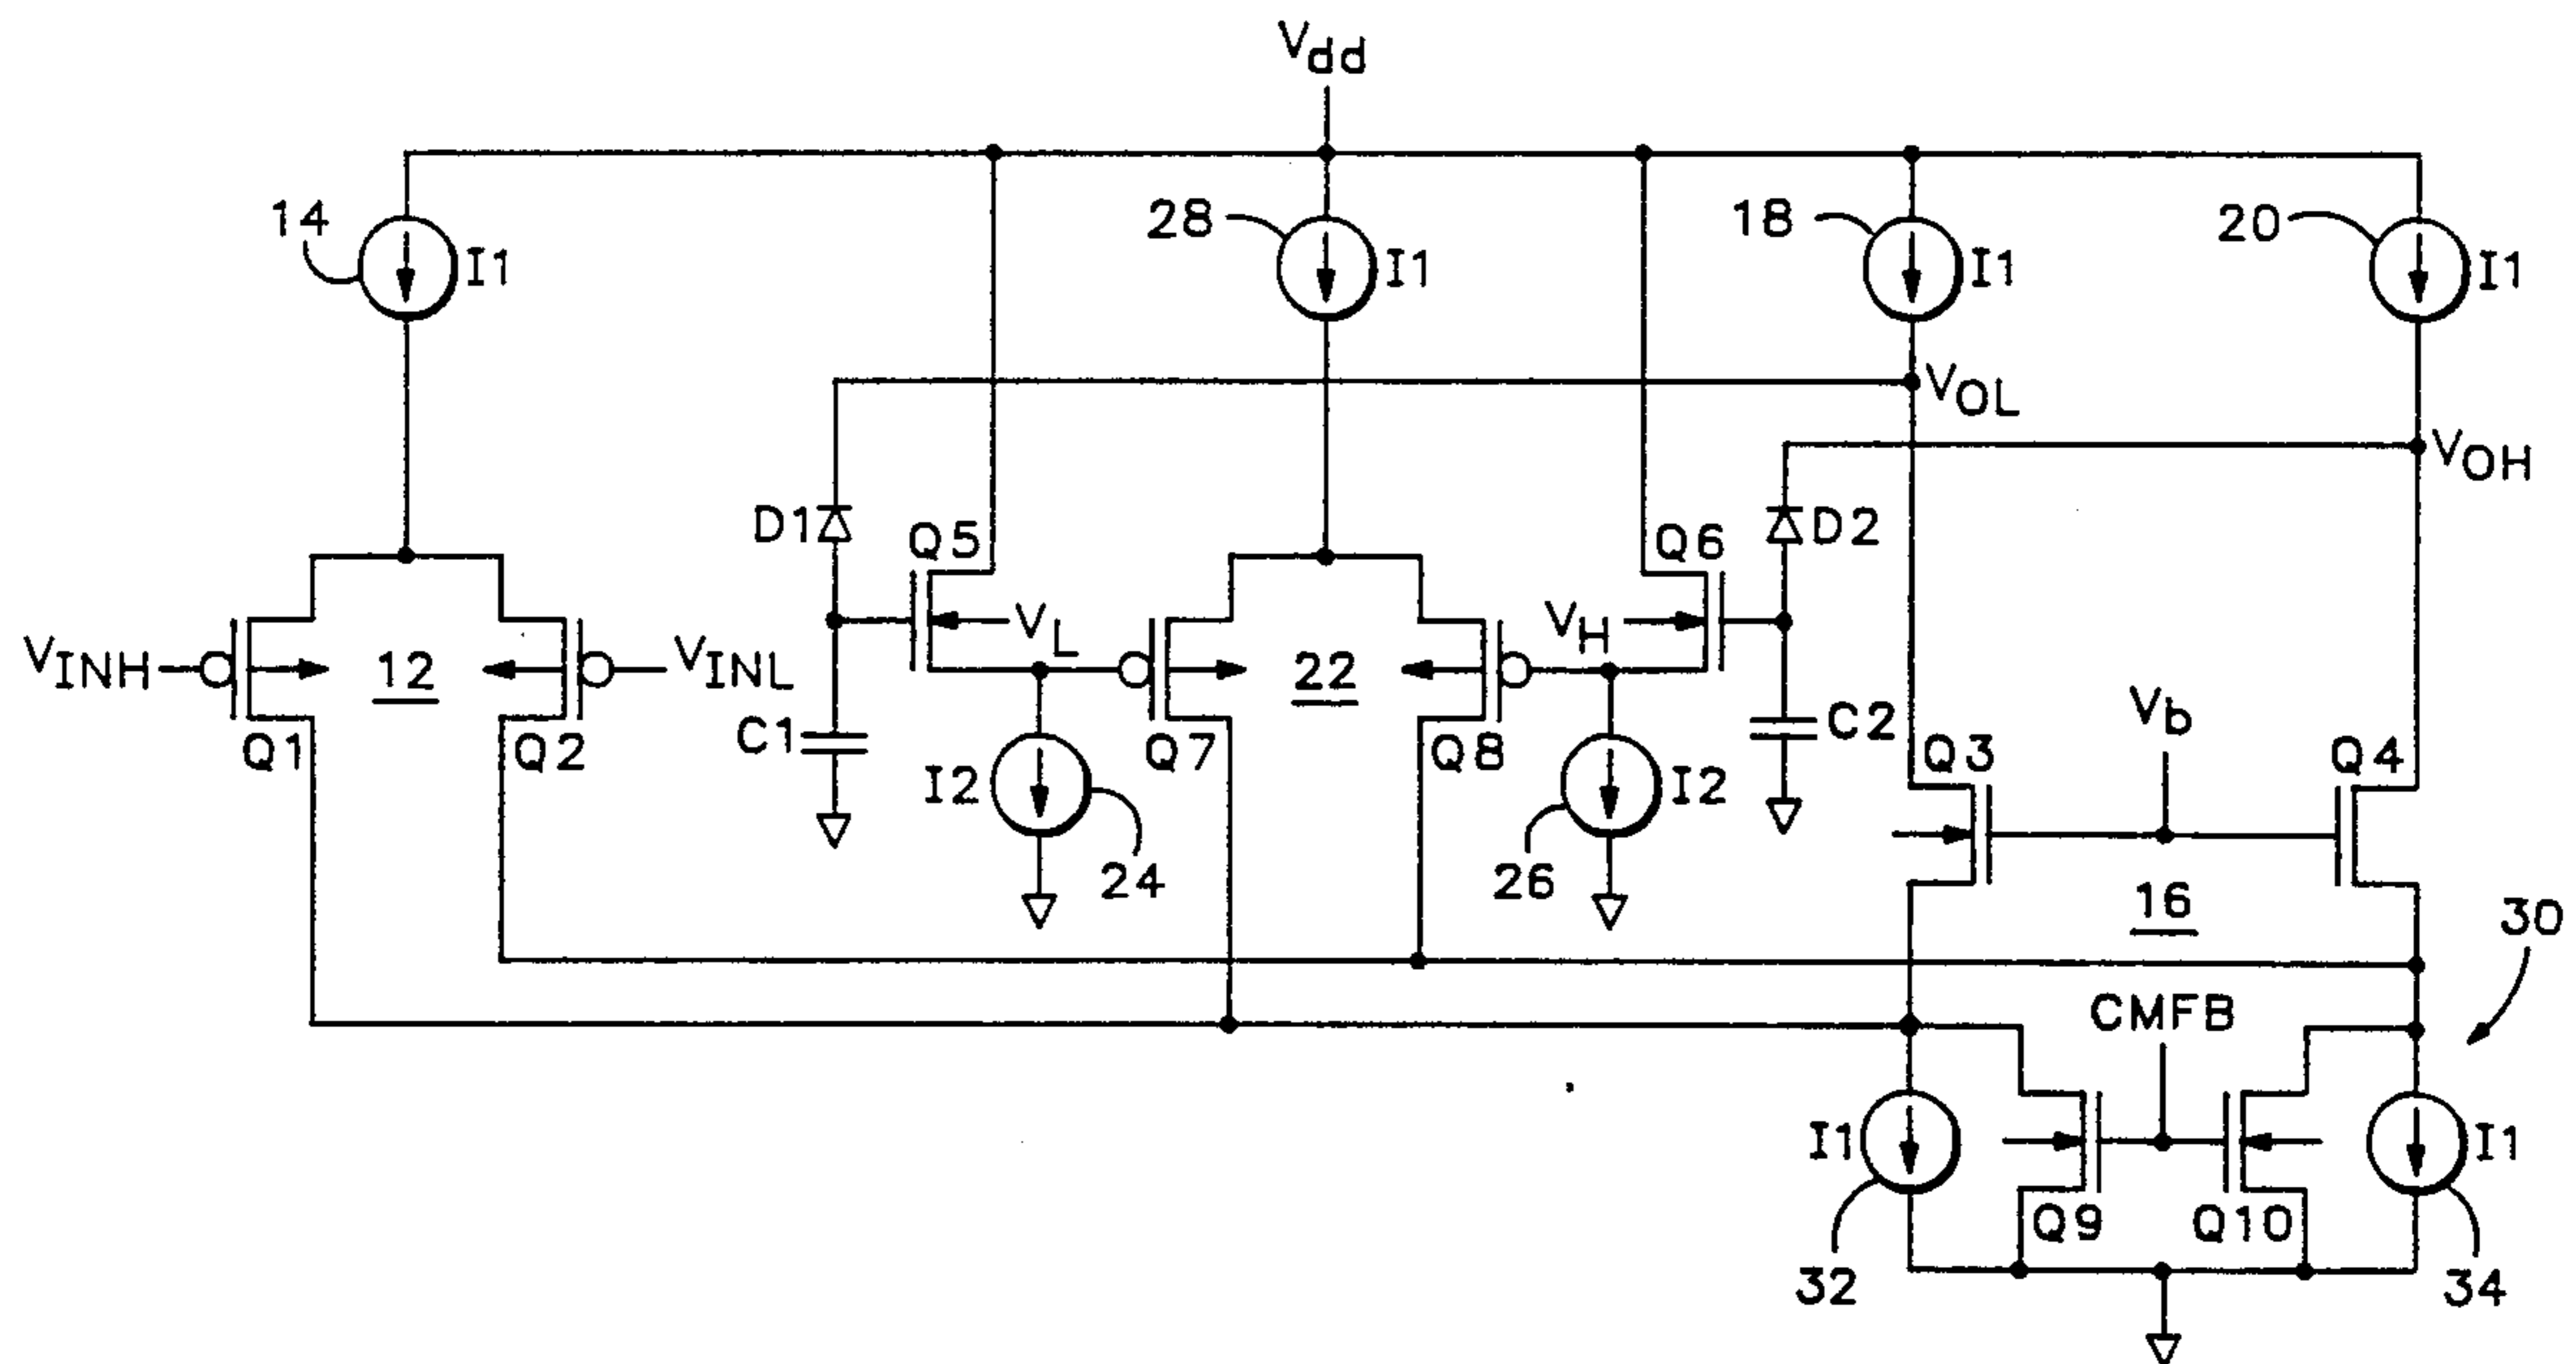 Vdd
14 I1 28 I1 18 I1 20 I1
VOL
VOH
D1 Q5 Q6 D2
VL VH
VINH 12 VINL 22
Q1 Q2 C1 Q7 Q8 C2 Q3 Vb Q4
I2 I2
24 26 16 30
CMFB
I1 I1
Q9 Q10
32 34